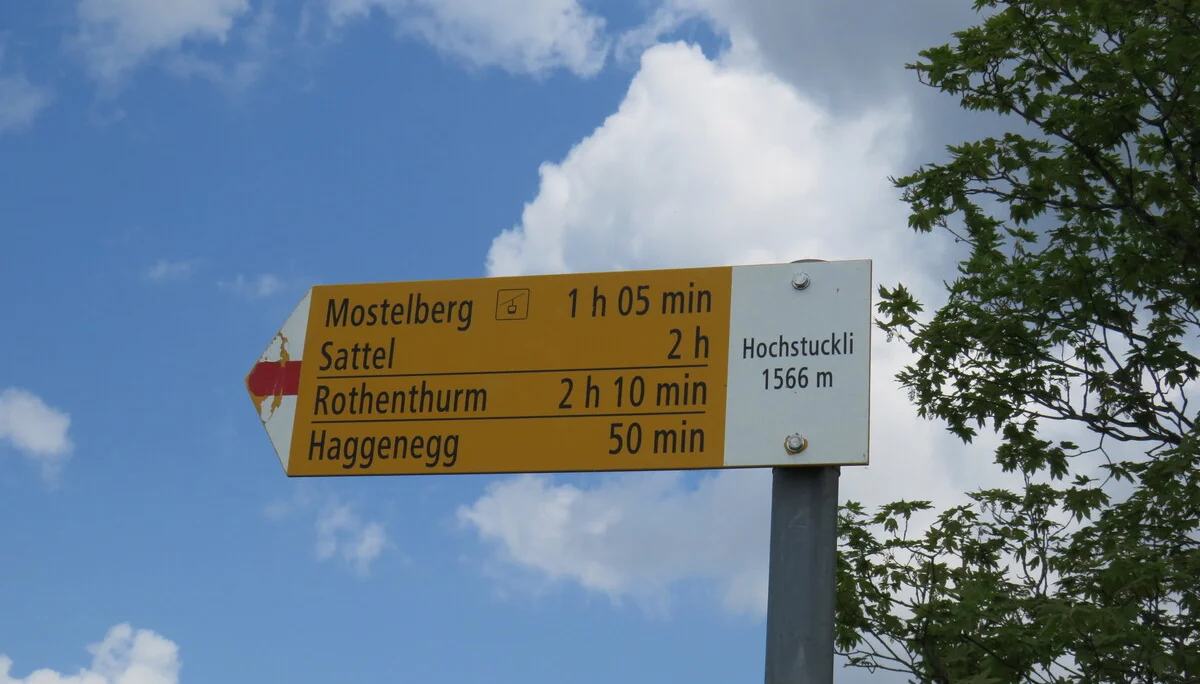 Mostelberg 1 h 05 min
Sattel 2 h
Rothenthurm 2 h 10 min
Haggenegg 50 min
Hochstuckli
1566 m